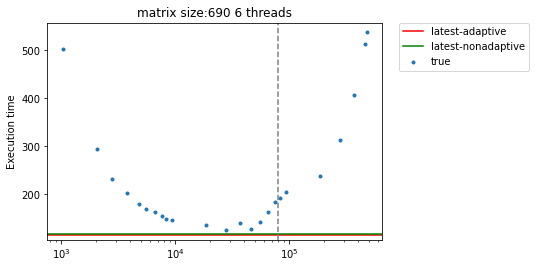 matrix size:690 6 threads
Execution time
500
400
300
200
10³
10⁴
10⁵
latest-adaptive
latest-nonadaptive
true